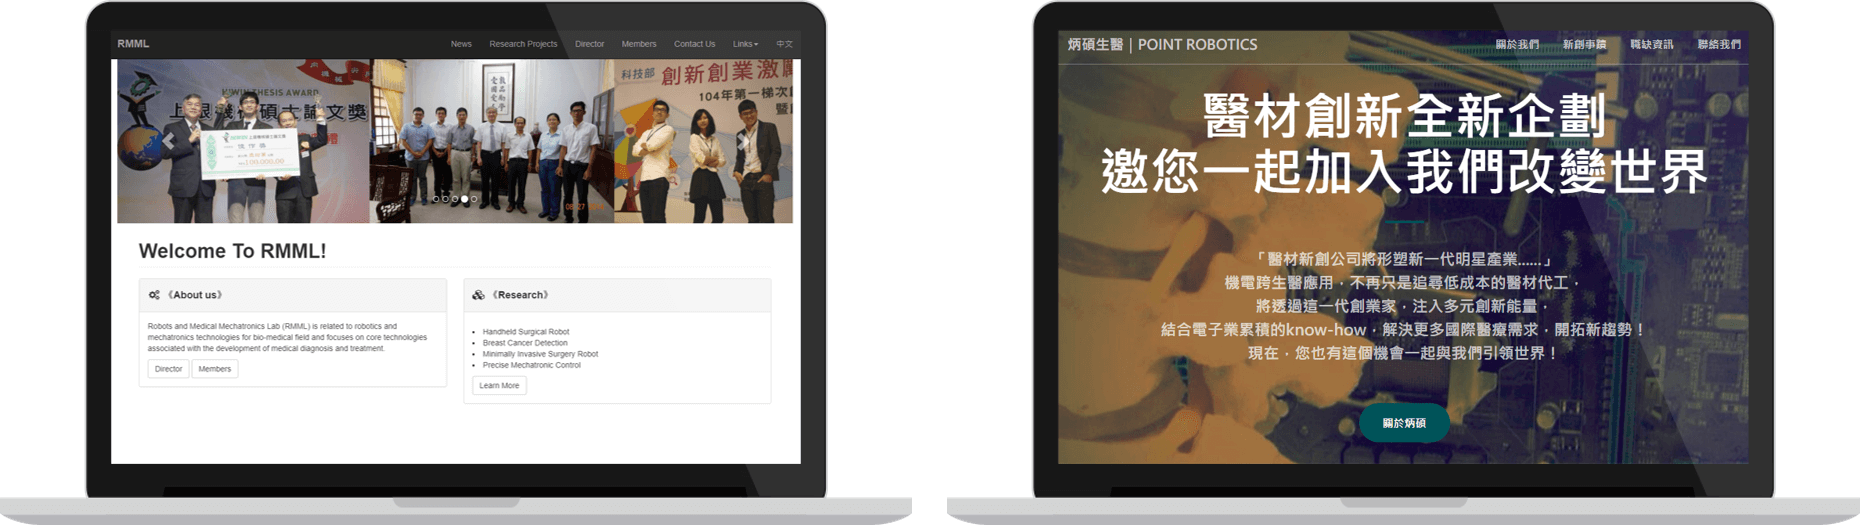 RMML
News Research Projects Director Members Contact Us Links 中文
HIWIN THESIS AWARD
上銀機械碩士論文獎
100,000.00
科技部 創新創業激勵
104年第一梯次創
Welcome To RMML!
《About us》
Robots and Medical Mechatronics Lab (RMML) is related to robotics and
mechatronics technologies for bio-medical field and focuses on core technologies
associated with the development of medical diagnosis and treatment.
Director Members
《Research》
Handheld Surgical Robot
Breast Cancer Detection
Minimally Invasive Surgery Robot
Precise Mechatronic Control
Learn More
炳碩生醫 | POINT ROBOTICS
關於我們 新創事蹟 職缺資訊 聯絡我們
醫材創新全新企劃
邀您一起加入我們改變世界
「醫材新創公司將形塑新一代明星產業......」
機電跨生醫應用，不再只是追尋低成本的醫材代工，
將透過這一代創業家，注入多元創新能量，
結合電子業累積的know-how，解決更多國際醫療需求，開拓新趨勢！
現在，您也有這個機會一起與我們引領世界！
關於炳碩